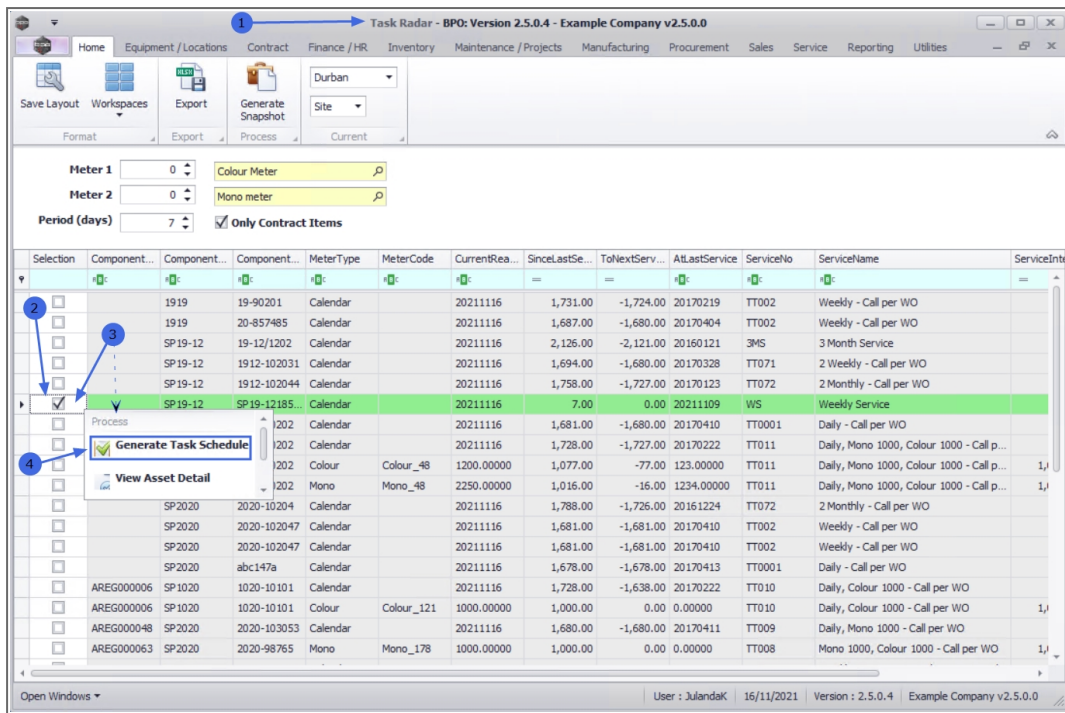 1
Task Radar - BPO: Version 2.5.0.4 - Example Company v2.5.0.0
Home Equipment / Locations Contract Finance / HR Inventory Maintenance / Projects Manufacturing Procurement Sales Service Reporting Utilities
Save Layout Workspaces Export Generate Snapshot Durban
Site
Format Export Process Current
Meter 1 0 Colour Meter
Meter 2 0 Mono meter
Period (days) 7 Only Contract Items
Selection Component... Component... Component... MeterType MeterCode CurrentRea... SinceLastSe... ToNextServ... AtLastService ServiceNo ServiceName ServiceInte
1919 19-90201 Calendar 20211116 1,731.00 -1,724.00 20170219 TT002 Weekly - Call per WO
2
1919 20-857485 Calendar 20211116 1,687.00 -1,680.00 20170404 TT002 Weekly - Call per WO
3
SP19-12 19-12/1202 Calendar 20211116 2,126.00 -2,121.00 20160121 3MS 3 Month Service
SP19-12 1912-102031 Calendar 20211116 1,694.00 -1,680.00 20170328 TT071 2 Weekly - Call per WO
SP19-12 1912-102044 Calendar 20211116 1,758.00 -1,727.00 20170123 TT072 2 Monthly - Call per WO
SP19-12 SP19-12185... Calendar 20211116 7.00 0.00 20211109 WS Weekly Service
Process
0202 Calendar 20211116 1,681.00 -1,680.00 20170410 TT0001 Daily - Call per WO
Generate Task Schedule
0202 Calendar 20211116 1,728.00 -1,727.00 20170222 TT011 Daily, Mono 1000, Colour 1000 - Call p...
4
0202 Colour Colour_48 1200.00000 1,077.00 -77.00 123.00000 TT011 Daily, Mono 1000, Colour 1000 - Call p... 1,
View Asset Detail
0202 Mono Mono_48 2250.00000 1,016.00 -16.00 1234.00000 TT011 Daily, Mono 1000, Colour 1000 - Call p... 1,
SP2020 2020-10204 Calendar 20211116 1,788.00 -1,726.00 20161224 TT072 2 Monthly - Call per WO
SP2020 2020-102047 Calendar 20211116 1,681.00 -1,681.00 20170410 TT002 Weekly - Call per WO
SP2020 2020-102047 Calendar 20211116 1,681.00 -1,681.00 20170410 TT002 Weekly - Call per WO
SP2020 abc147a Calendar 20211116 1,678.00 -1,678.00 20170413 TT0001 Daily - Call per WO
AREG000006 SP1020 1020-10101 Calendar 20211116 1,728.00 -1,638.00 20170222 TT010 Daily, Colour 1000 - Call per WO
AREG000006 SP1020 1020-10101 Colour Colour_121 1000.00000 1,000.00 0.00 0.00000 TT010 Daily, Colour 1000 - Call per WO 1,
AREG000048 SP2020 2020-103053 Calendar 20211116 1,680.00 -1,680.00 20170411 TT009 Daily, Mono 1000 - Call per WO
AREG000063 SP2020 2020-98765 Mono Mono_178 1000.00000 1,000.00 0.00 0.00000 TT008 Mono 1000, Colour 1000 - Call per WO 1,
Open Windows User : JulandaK 16/11/2021 Version : 2.5.0.4 Example Company v2.5.0.0